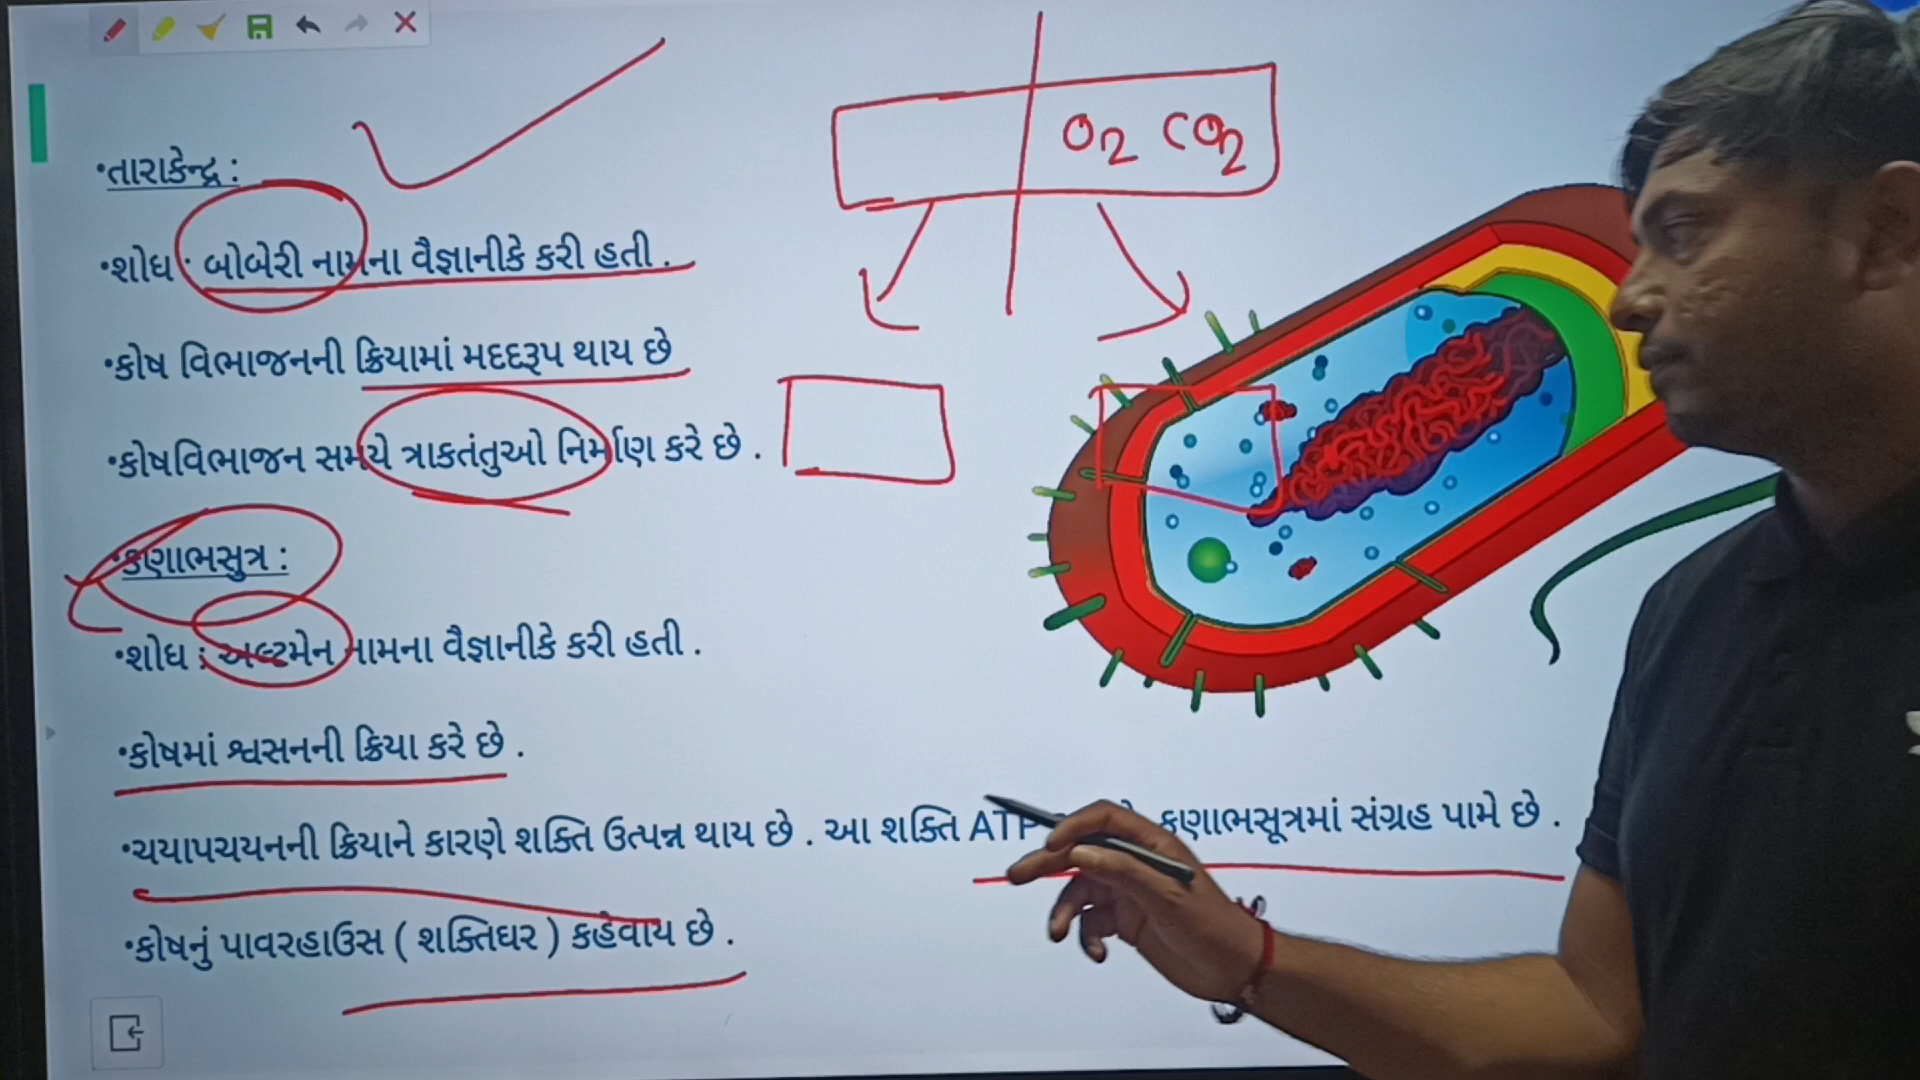 •તારાકેન્દ્ર :
O2 CO2
•શોધ : બોબેરી નામના વૈજ્ઞાનીકે કરી હતી .
•કોષ વિભાજનની ક્રિયામાં મદદરૂપ થાય છે
•કોષવિભાજન સમયે ત્રાકતંતુઓ નિર્માણ કરે છે .
•કણાભસુત્ર :
•શોધ : અલ્ટમેન નામના વૈજ્ઞાનીકે કરી હતી .
•કોષમાં શ્વસનની ક્રિયા કરે છે .
•ચયાપચયનની ક્રિયાને કારણે શક્તિ ઉત્પન્ન થાય છે . આ શક્તિ ATP કણાભસૂત્રમાં સંગ્રહ પામે છે .
•કોષનું પાવરહાઉસ ( શક્તિઘર ) કહેવાય છે .